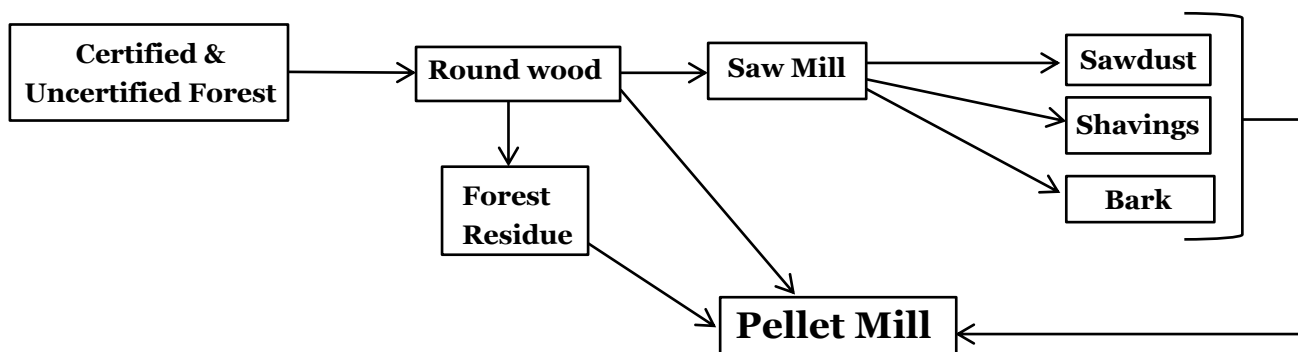 Certified &
Uncertified Forest
Round wood
Saw Mill
Sawdust
Shavings
Bark
Forest
Residue
Pellet Mill